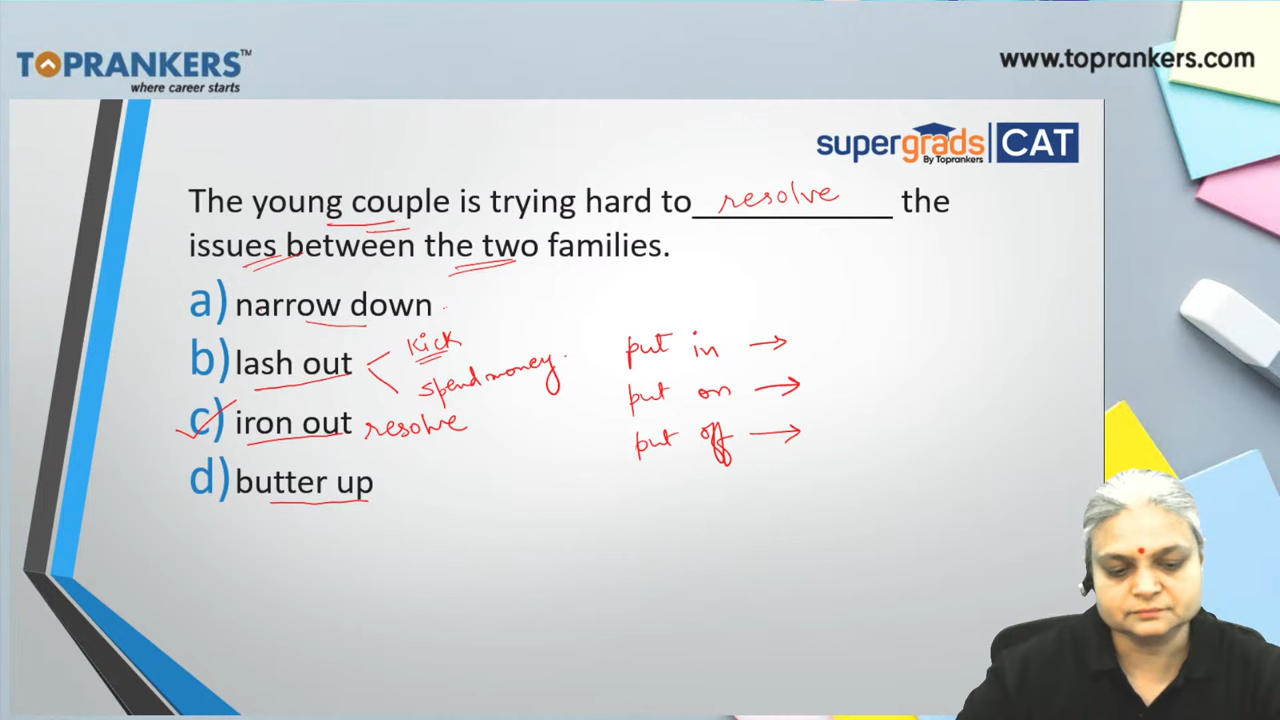 TOPRANKERS™
where career starts
www.toprankers.com
supergrads | CAT
By Toprankers
The young couple is trying hard to resolve the
issues between the two families.
a) narrow down
b) lash out
kick
spend money.
c) iron out resolve
d) butter up
put in →
put on →
put off →